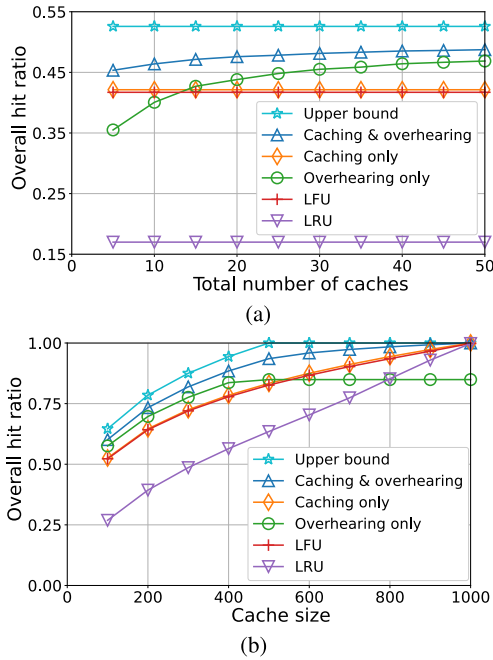 0.55
0.45
0.35
0.15
Overall hit ratio
Upper bound
Caching & overhearing
Caching only
Overhearing only
LFU
LRU
0 10 20 30 40 50
Total number of caches
(a)
1.00
0.75
0.50
0.25
0.00
Overall hit ratio
Upper bound
Caching & overhearing
Caching only
Overhearing only
LFU
LRU
0 200 400 600 800 1000
Cache size
(b)